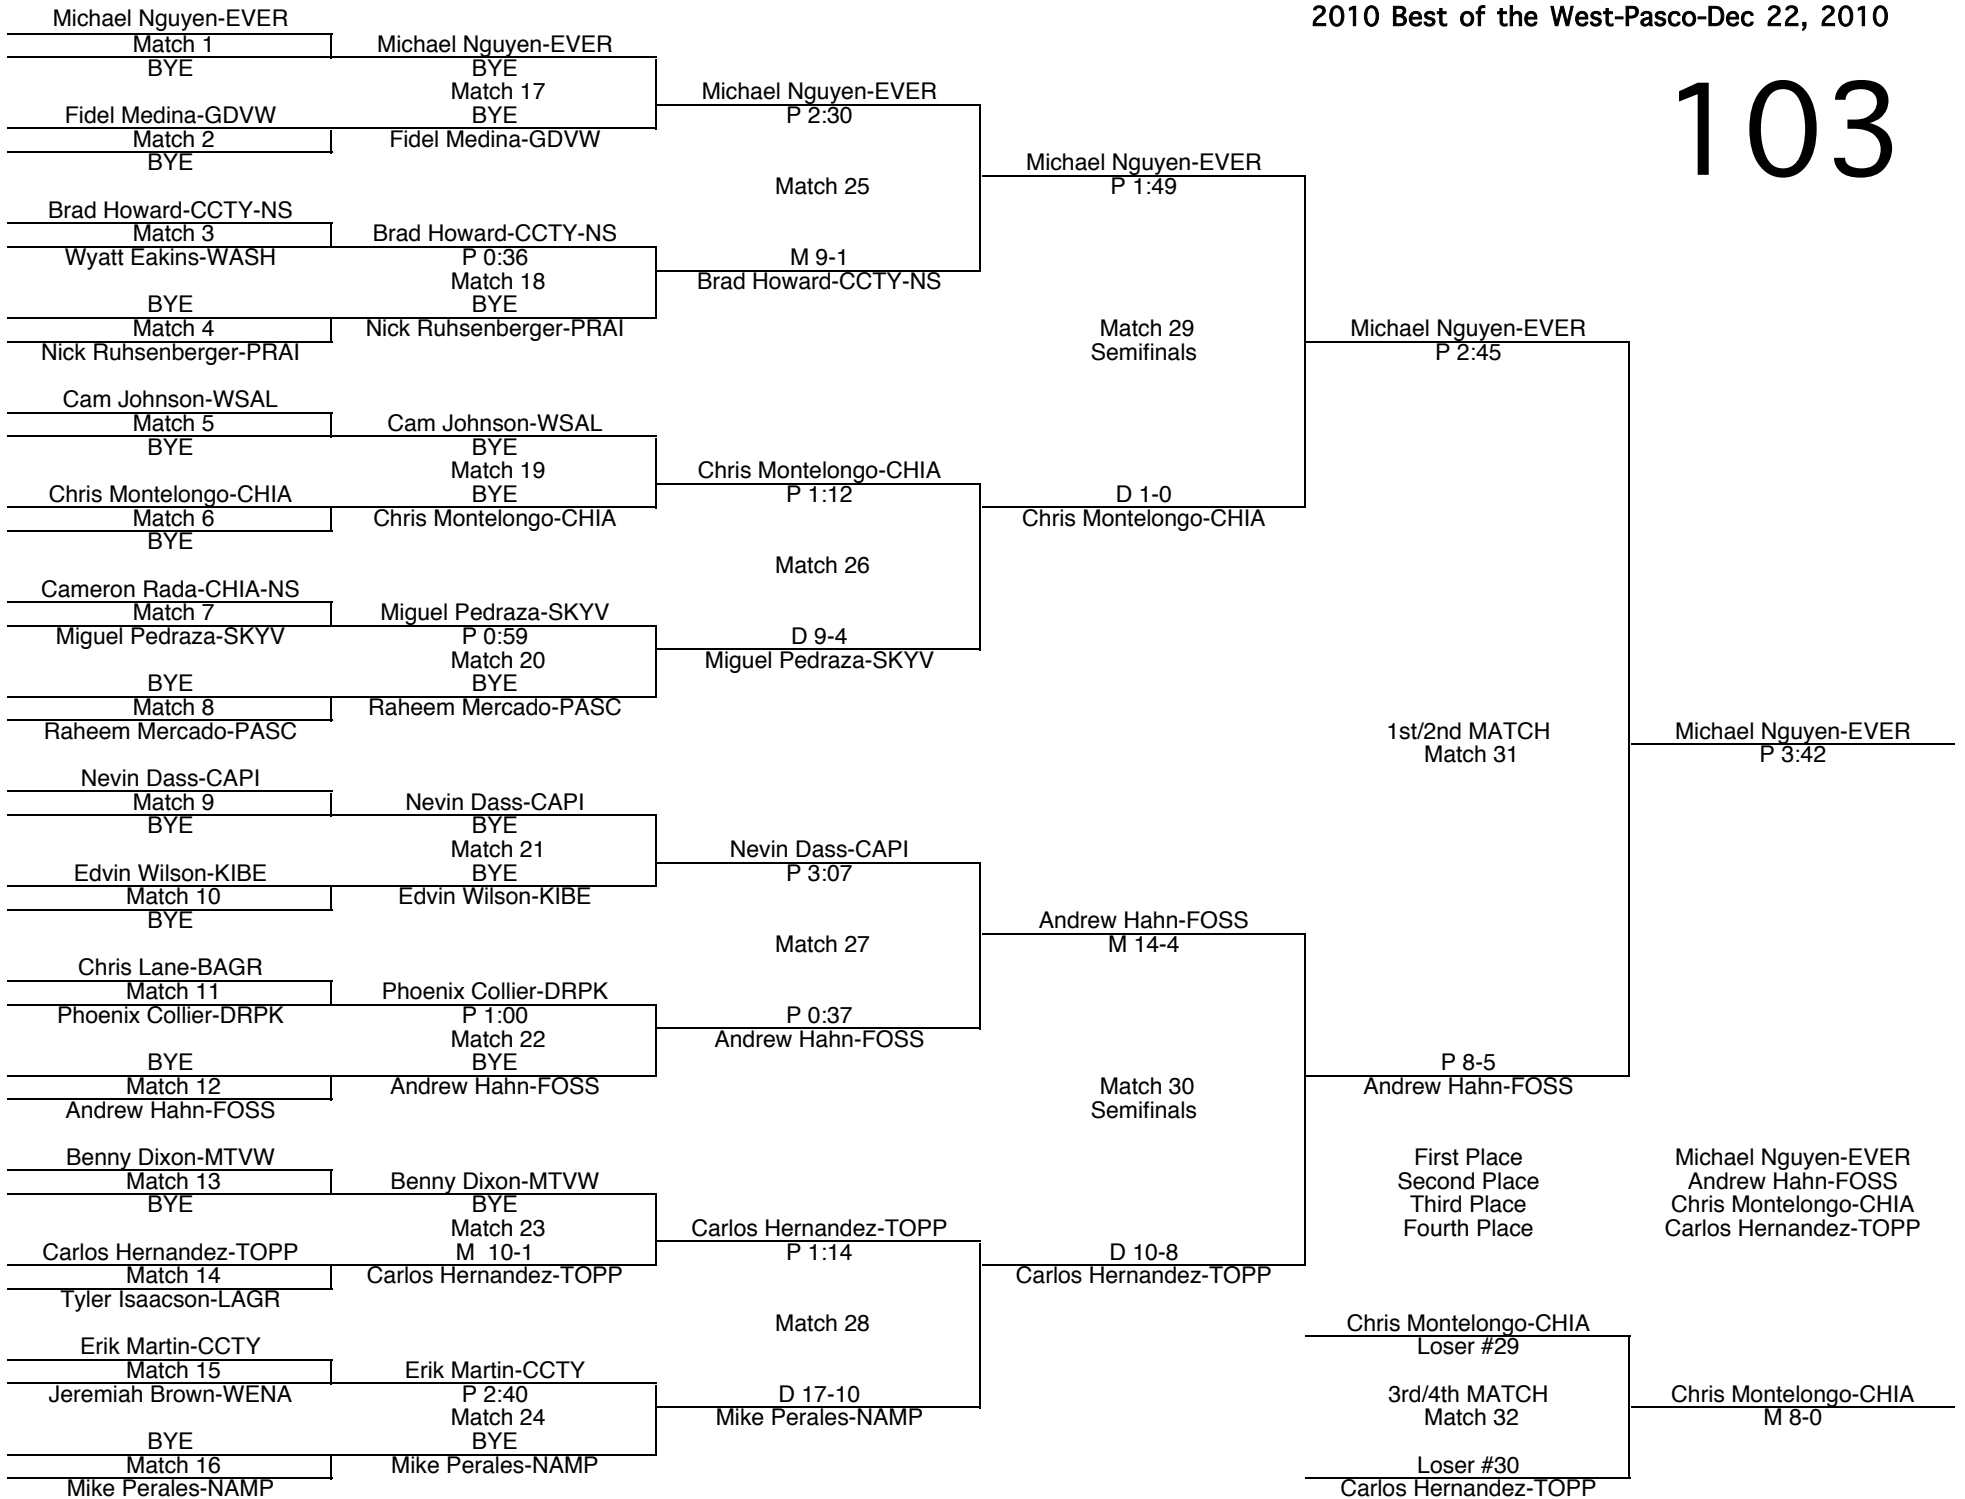 2010 Best of the West-Pasco-Dec 22, 2010
103
Michael Nguyen-EVER
Match 1
BYE
Fidel Medina-GDVW
Match 2
BYE
Brad Howard-CCTY-NS
Match 3
Wyatt Eakins-WASH
BYE
Match 4
Nick Ruhsenberger-PRAI
Cam Johnson-WSAL
Match 5
BYE
Chris Montelongo-CHIA
Match 6
BYE
Cameron Rada-CHIA-NS
Match 7
Miguel Pedraza-SKYV
BYE
Match 8
Raheem Mercado-PASC
Nevin Dass-CAPI
Match 9
BYE
Edvin Wilson-KIBE
Match 10
BYE
Chris Lane-BAGR
Match 11
Phoenix Collier-DRPK
BYE
Match 12
Andrew Hahn-FOSS
Benny Dixon-MTVW
Match 13
BYE
Carlos Hernandez-TOPP
Match 14
Tyler Isaacson-LAGR
Erik Martin-CCTY
Match 15
Jeremiah Brown-WENA
BYE
Match 16
Mike Perales-NAMP
Michael Nguyen-EVER
BYE
Match 17
BYE
Fidel Medina-GDVW
Brad Howard-CCTY-NS
P 0:36
Match 18
BYE
Nick Ruhsenberger-PRAI
Cam Johnson-WSAL
BYE
Match 19
BYE
Chris Montelongo-CHIA
Miguel Pedraza-SKYV
P 0:59
Match 20
BYE
Raheem Mercado-PASC
Nevin Dass-CAPI
BYE
Match 21
BYE
Edvin Wilson-KIBE
Phoenix Collier-DRPK
P 1:00
Match 22
BYE
Andrew Hahn-FOSS
Benny Dixon-MTVW
BYE
Match 23
M 10-1
Carlos Hernandez-TOPP
Erik Martin-CCTY
P 2:40
Match 24
BYE
Mike Perales-NAMP
Michael Nguyen-EVER
P 2:30
Match 25
M 9-1
Brad Howard-CCTY-NS
Chris Montelongo-CHIA
P 1:12
Match 26
D 9-4
Miguel Pedraza-SKYV
Nevin Dass-CAPI
P 3:07
Match 27
P 0:37
Andrew Hahn-FOSS
Carlos Hernandez-TOPP
P 1:14
Match 28
D 17-10
Mike Perales-NAMP
Michael Nguyen-EVER
P 1:49
Match 29
Semifinals
D 1-0
Chris Montelongo-CHIA
Andrew Hahn-FOSS
M 14-4
Match 30
Semifinals
D 10-8
Carlos Hernandez-TOPP
Michael Nguyen-EVER
P 2:45
1st/2nd MATCH
Match 31
P 8-5
Andrew Hahn-FOSS
Michael Nguyen-EVER
P 3:42
First Place Michael Nguyen-EVER
Second Place Andrew Hahn-FOSS
Third Place Chris Montelongo-CHIA
Fourth Place Carlos Hernandez-TOPP
Chris Montelongo-CHIA
Loser #29
3rd/4th MATCH
Match 32
Loser #30
Carlos Hernandez-TOPP
Chris Montelongo-CHIA
M 8-0